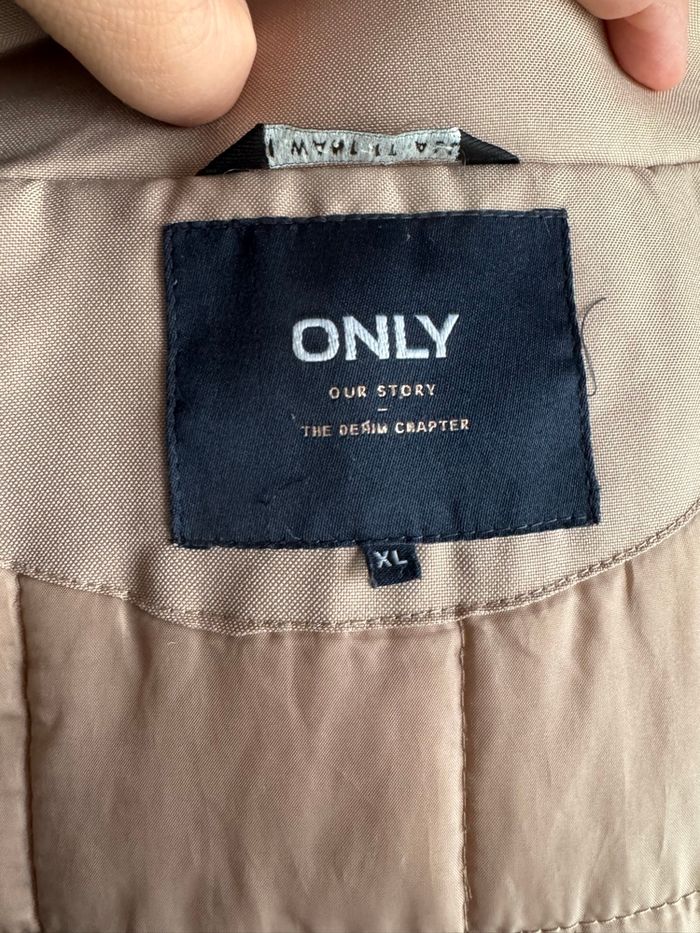 ONLY
OUR STORY
–
THE DENIM CHAPTER
XL